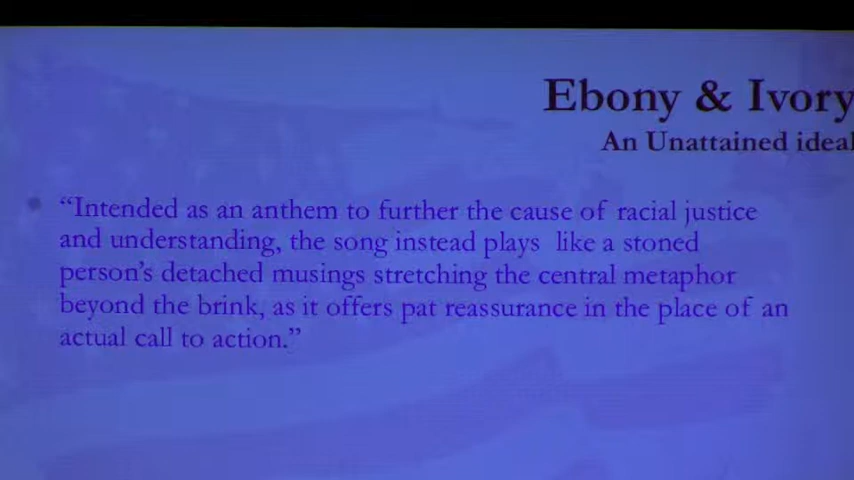 Ebony & Ivory
An Unattained ideal
• “Intended as an anthem to further the cause of racial justice
and understanding, the song instead plays like a stoned
person’s detached musings stretching the central metaphor
beyond the brink, as it offers pat reassurance in the place of an
actual call to action.”